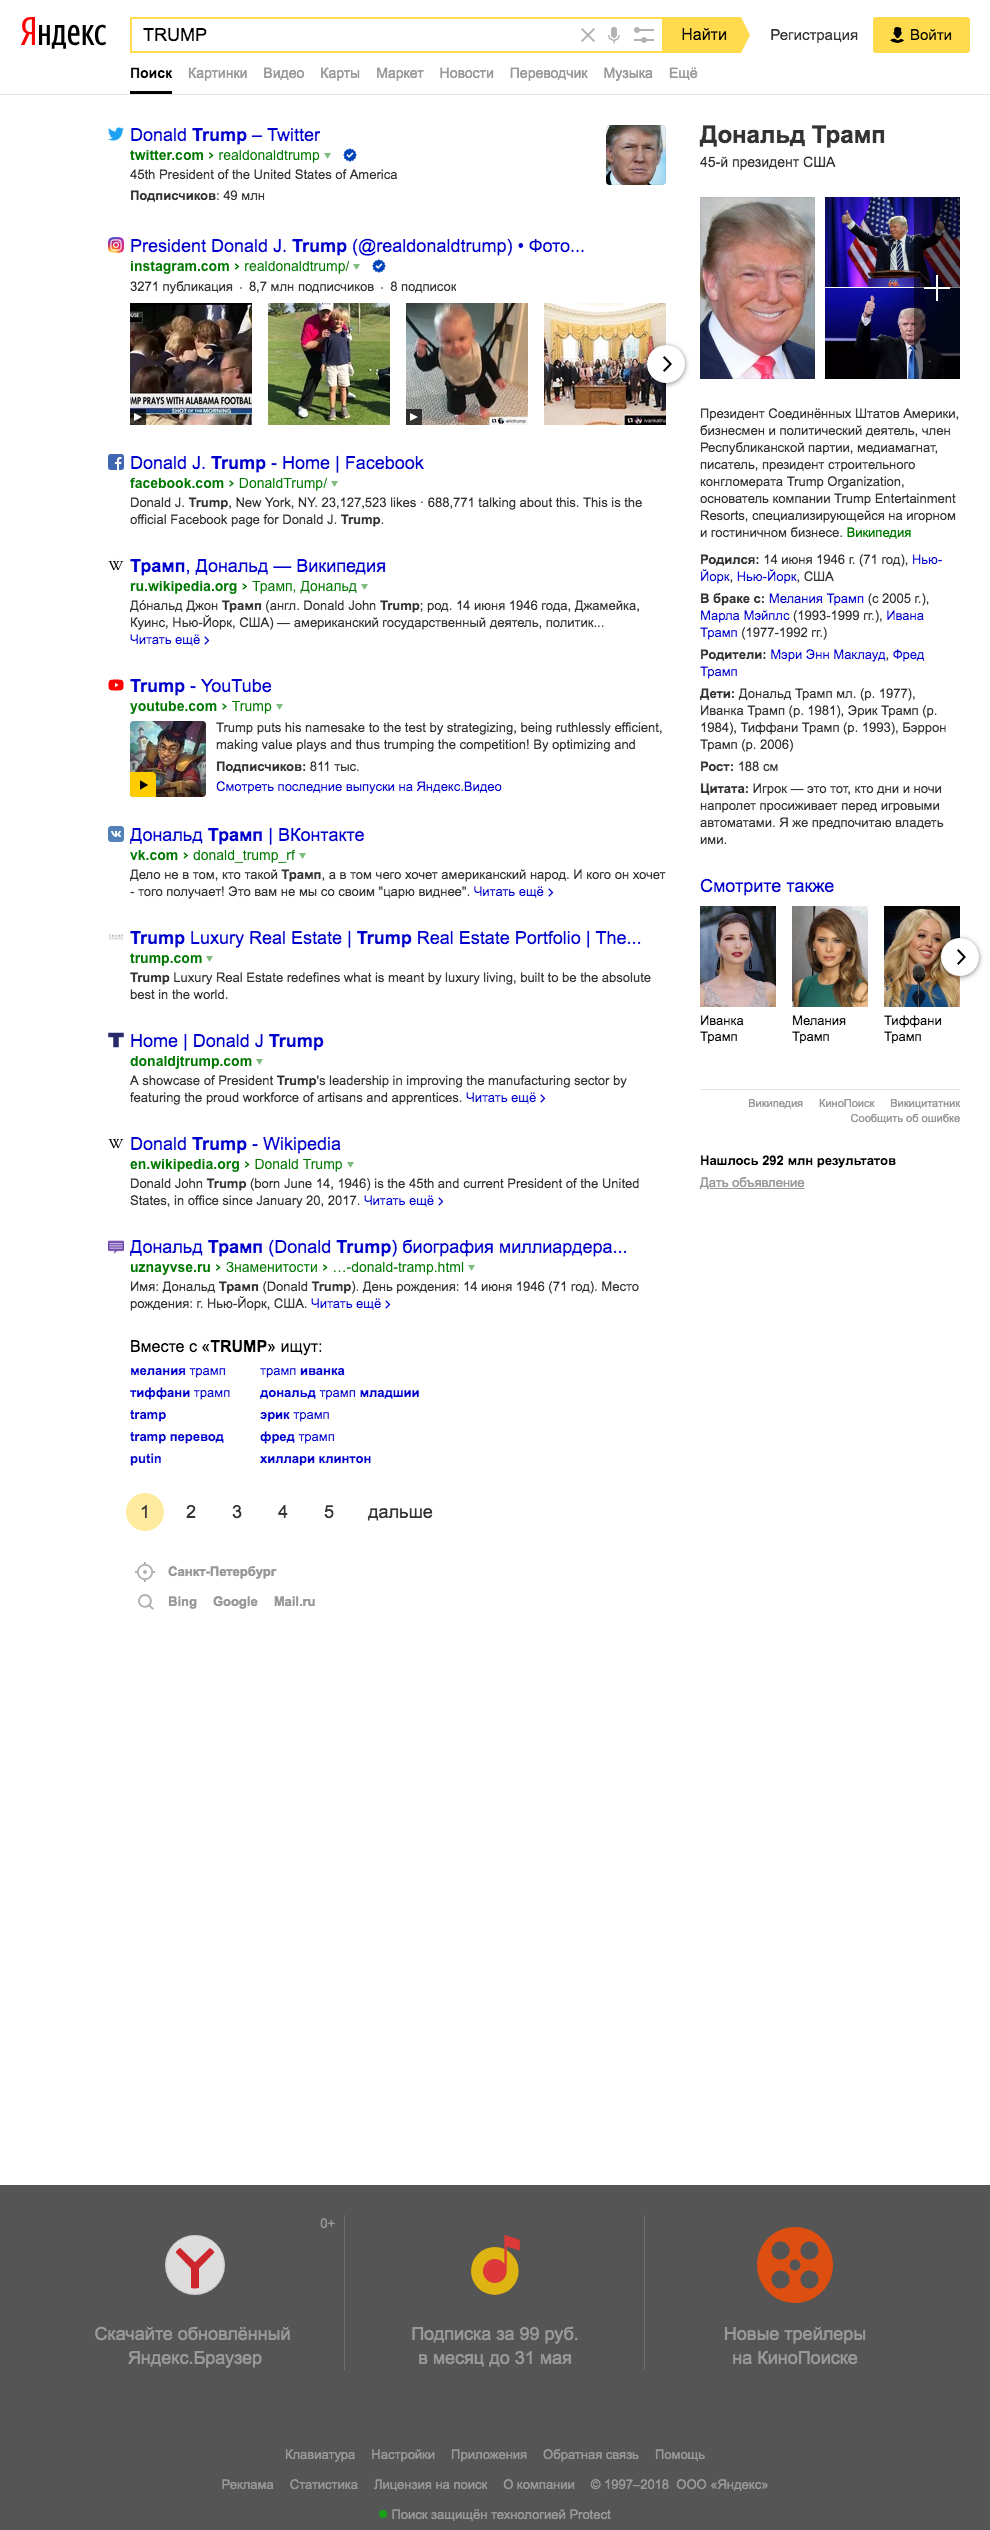 Яндекс
TRUMP
Найти
Регистрация
Войти
Поиск Картинки Видео Карты Маркет Новости Переводчик Музыка Ещё
Donald Trump – Twitter
twitter.com › realdonaldtrump
45th President of the United States of America
Подписчиков: 49 млн
President Donald J. Trump (@realdonaldtrump) • Фото...
instagram.com › realdonaldtrump/
3271 публикация · 8,7 млн подписчиков · 8 подписок
MP PRAYS WITH ALABAMA FOOTBAL
SHOT OF THE MORNING
Donald J. Trump - Home | Facebook
facebook.com › DonaldTrump/
Donald J. Trump, New York, NY. 23,127,523 likes · 688,771 talking about this. This is the
official Facebook page for Donald J. Trump.
Трамп, Дональд — Википедия
ru.wikipedia.org › Трамп, Дональд
До́нальд Джон Трамп (англ. Donald John Trump; род. 14 июня 1946 года, Джамейка,
Куинс, Нью-Йорк, США) — американский государственный деятель, политик...
Читать ещё ›
Trump - YouTube
youtube.com › Trump
Trump puts his namesake to the test by strategizing, being ruthlessly efficient,
making value plays and thus trumping the competition! By optimizing and
Подписчиков: 811 тыс.
Смотреть последние выпуски на Яндекс.Видео
Дональд Трамп | ВКонтакте
vk.com › donald_trump_rf
Дело не в том, кто такой Трамп, а в том чего хочет американский народ. И кого он хочет
- того получает! Это вам не мы со своим "царю виднее". Читать ещё ›
Trump Luxury Real Estate | Trump Real Estate Portfolio | The...
trump.com
Trump Luxury Real Estate redefines what is meant by luxury living, built to be the absolute
best in the world.
Home | Donald J Trump
donaldjtrump.com
A showcase of President Trump's leadership in improving the manufacturing sector by
featuring the proud workforce of artisans and apprentices. Читать ещё ›
Donald Trump - Wikipedia
en.wikipedia.org › Donald Trump
Donald John Trump (born June 14, 1946) is the 45th and current President of the United
States, in office since January 20, 2017. Читать ещё ›
Дональд Трамп (Donald Trump) биография миллиардера...
uznayvse.ru › Знаменитости › …-donald-tramp.html
Имя: Дональд Трамп (Donald Trump). День рождения: 14 июня 1946 (71 год). Место
рождения: г. Нью-Йорк, США. Читать ещё ›
Вместе с «TRUMP» ищут:
мелания трамп трамп иванка
тиффани трамп дональд трамп младший
tramp эрик трамп
tramp перевод фред трамп
putin хиллари клинтон
1 2 3 4 5 дальше
Санкт-Петербург
Bing Google Mail.ru
Дональд Трамп
45-й президент США
Президент Соединённых Штатов Америки,
бизнесмен и политический деятель, член
Республиканской партии, медиамагнат,
писатель, президент строительного
конгломерата Trump Organization,
основатель компании Trump Entertainment
Resorts, специализирующейся на игорном
и гостиничном бизнесе. Википедия
Родился: 14 июня 1946 г. (71 год), Нью-
Йорк, Нью-Йорк, США
В браке с: Мелания Трамп (с 2005 г.),
Марла Мэйплс (1993-1999 гг.), Ивана
Трамп (1977-1992 гг.)
Родители: Мэри Энн Маклауд, Фред
Трамп
Дети: Дональд Трамп мл. (р. 1977),
Иванка Трамп (р. 1981), Эрик Трамп (р.
1984), Тиффани Трамп (р. 1993), Бэррон
Трамп (р. 2006)
Рост: 188 см
Цитата: Игрок — это тот, кто дни и ночи
напролет просиживает перед игровыми
автоматами. Я же предпочитаю владеть
ими.
Смотрите также
Иванка Мелания Тиффани
Трамп Трамп Трамп
Википедия КиноПоиск Викицитатник
Сообщить об ошибке
Нашлось 292 млн результатов
Дать объявление
0+
Скачайте обновлённый
Яндекс.Браузер
Подписка за 99 руб.
в месяц до 31 мая
Новые трейлеры
на КиноПоиске
Клавиатура Настройки Приложения Обратная связь Помощь
Реклама Статистика Лицензия на поиск О компании © 1997–2018 ООО «Яндекс»
Поиск защищён технологией Protect